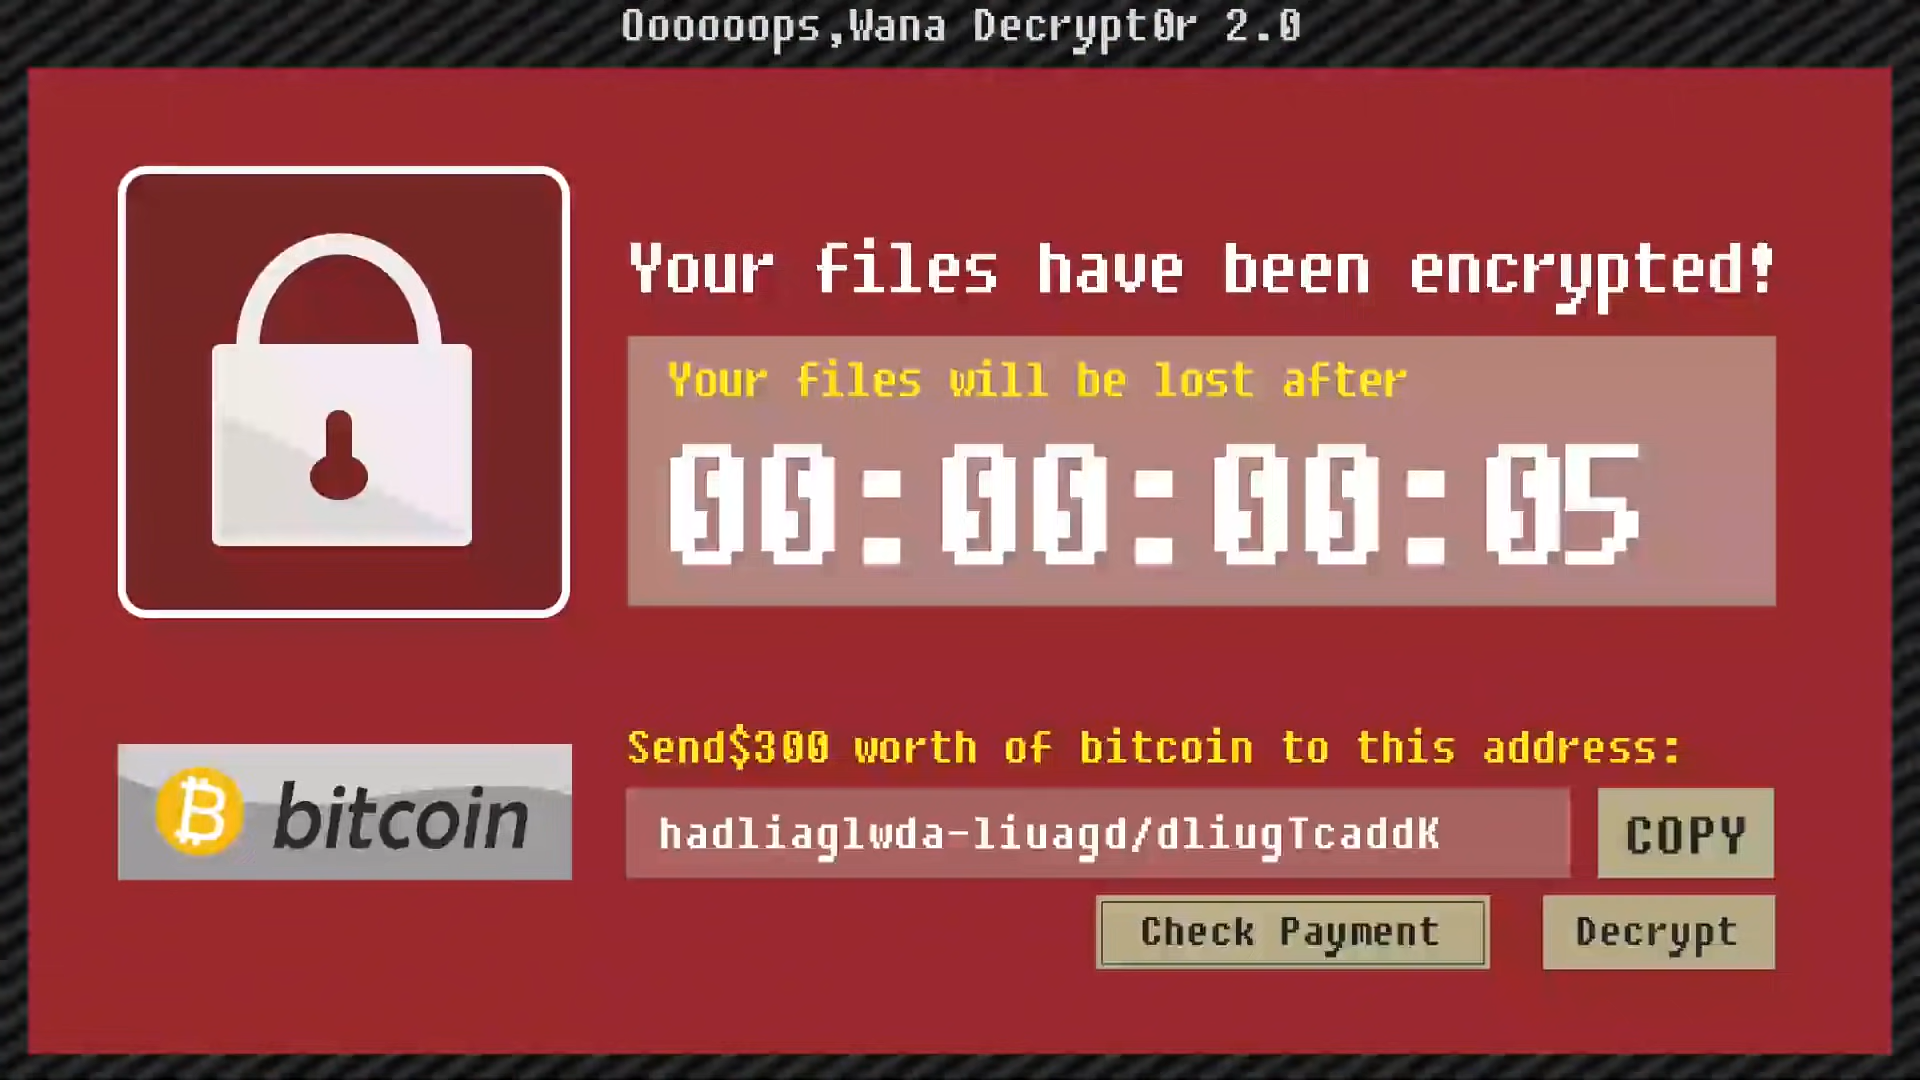 Oooooops,Wana Decrypt0r 2.0
Your files have been encrypted!
Your files will be lost after
00:00:00:05
Send$300 worth of bitcoin to this address:
bitcoin
hadliaglwda-liuagd/dliugTcaddK
COPY
Check Payment
Decrypt